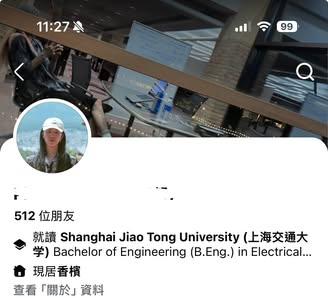 11:27
99
512 位朋友
就讀 Shanghai Jiao Tong University (上海交通大
学) Bachelor of Engineering (B.Eng.) in Electrical...
現居香檳
查看「關於」資料